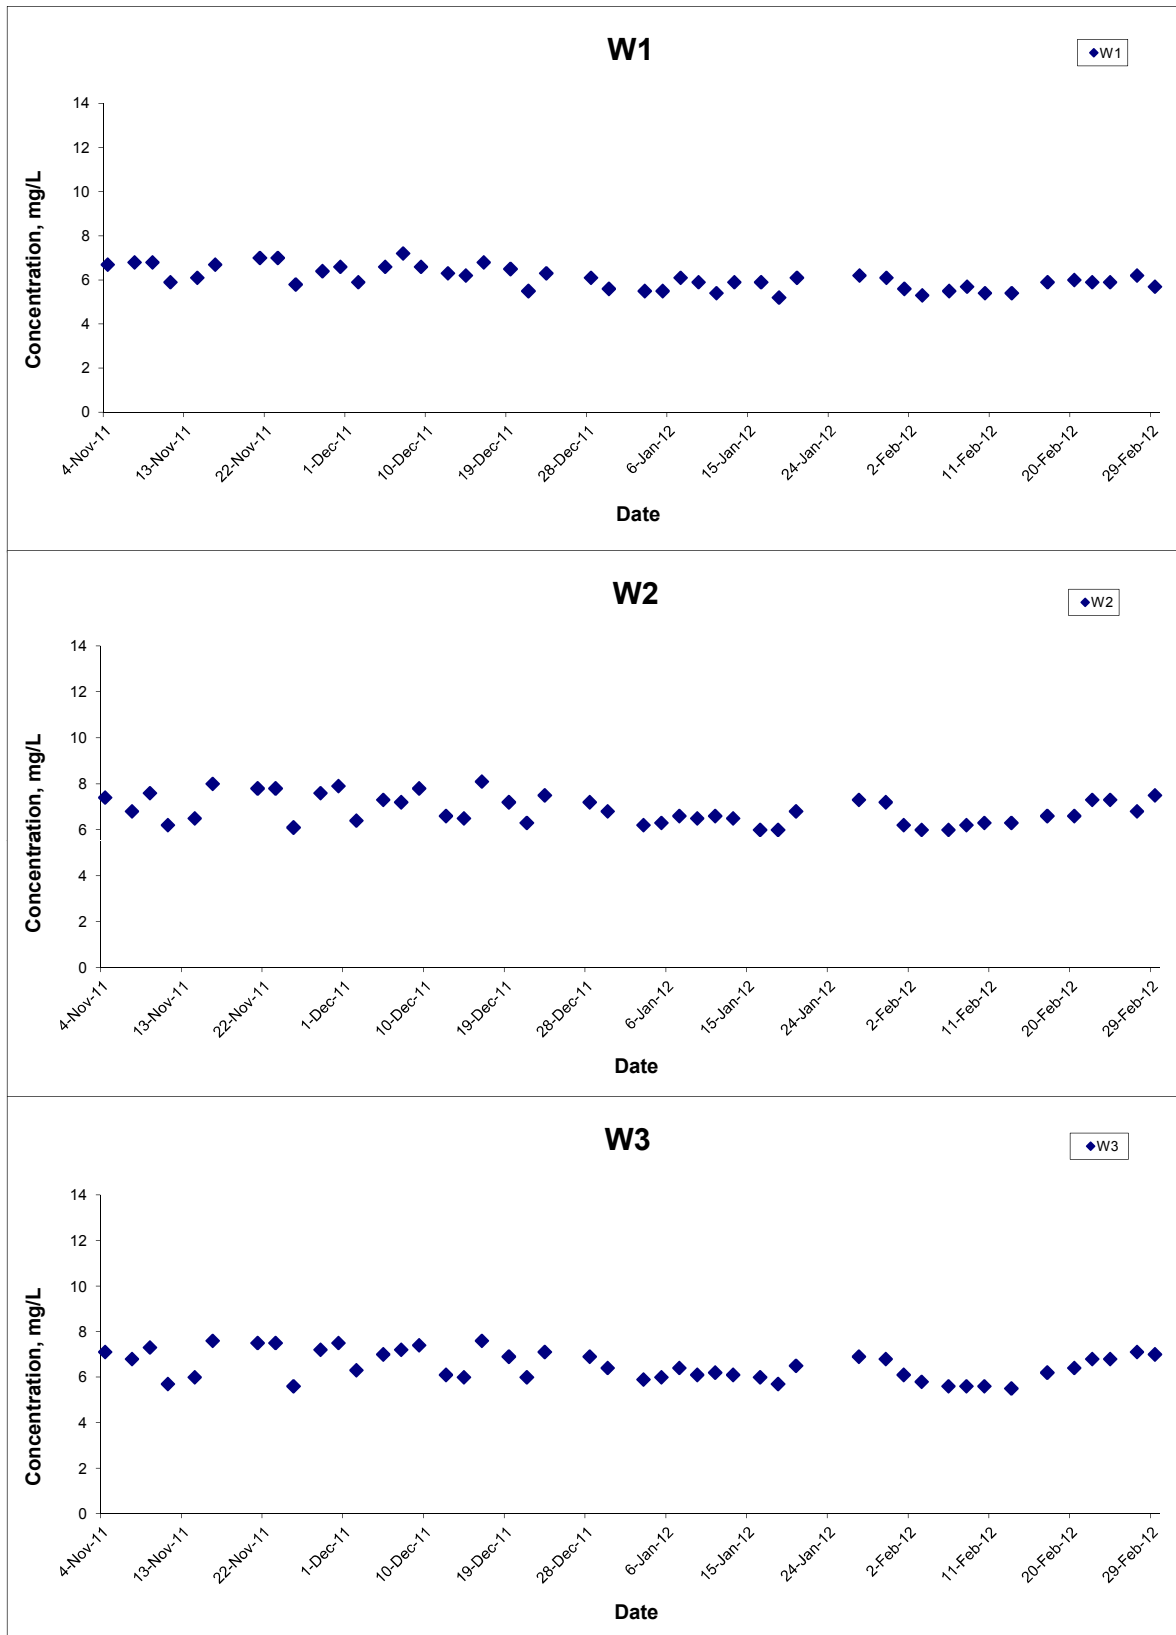 W1
W1
14
12
10
8
6
4
2
0
Concentration, mg/L
4-Nov-11
13-Nov-11
22-Nov-11
1-Dec-11
10-Dec-11
19-Dec-11
28-Dec-11
6-Jan-12
15-Jan-12
24-Jan-12
2-Feb-12
11-Feb-12
20-Feb-12
29-Feb-12
Date
W2
W2
14
12
10
8
6
4
2
0
Concentration, mg/L
4-Nov-11
13-Nov-11
22-Nov-11
1-Dec-11
10-Dec-11
19-Dec-11
28-Dec-11
6-Jan-12
15-Jan-12
24-Jan-12
2-Feb-12
11-Feb-12
20-Feb-12
29-Feb-12
Date
W3
W3
14
12
10
8
6
4
2
0
Concentration, mg/L
4-Nov-11
13-Nov-11
22-Nov-11
1-Dec-11
10-Dec-11
19-Dec-11
28-Dec-11
6-Jan-12
15-Jan-12
24-Jan-12
2-Feb-12
11-Feb-12
20-Feb-12
29-Feb-12
Date